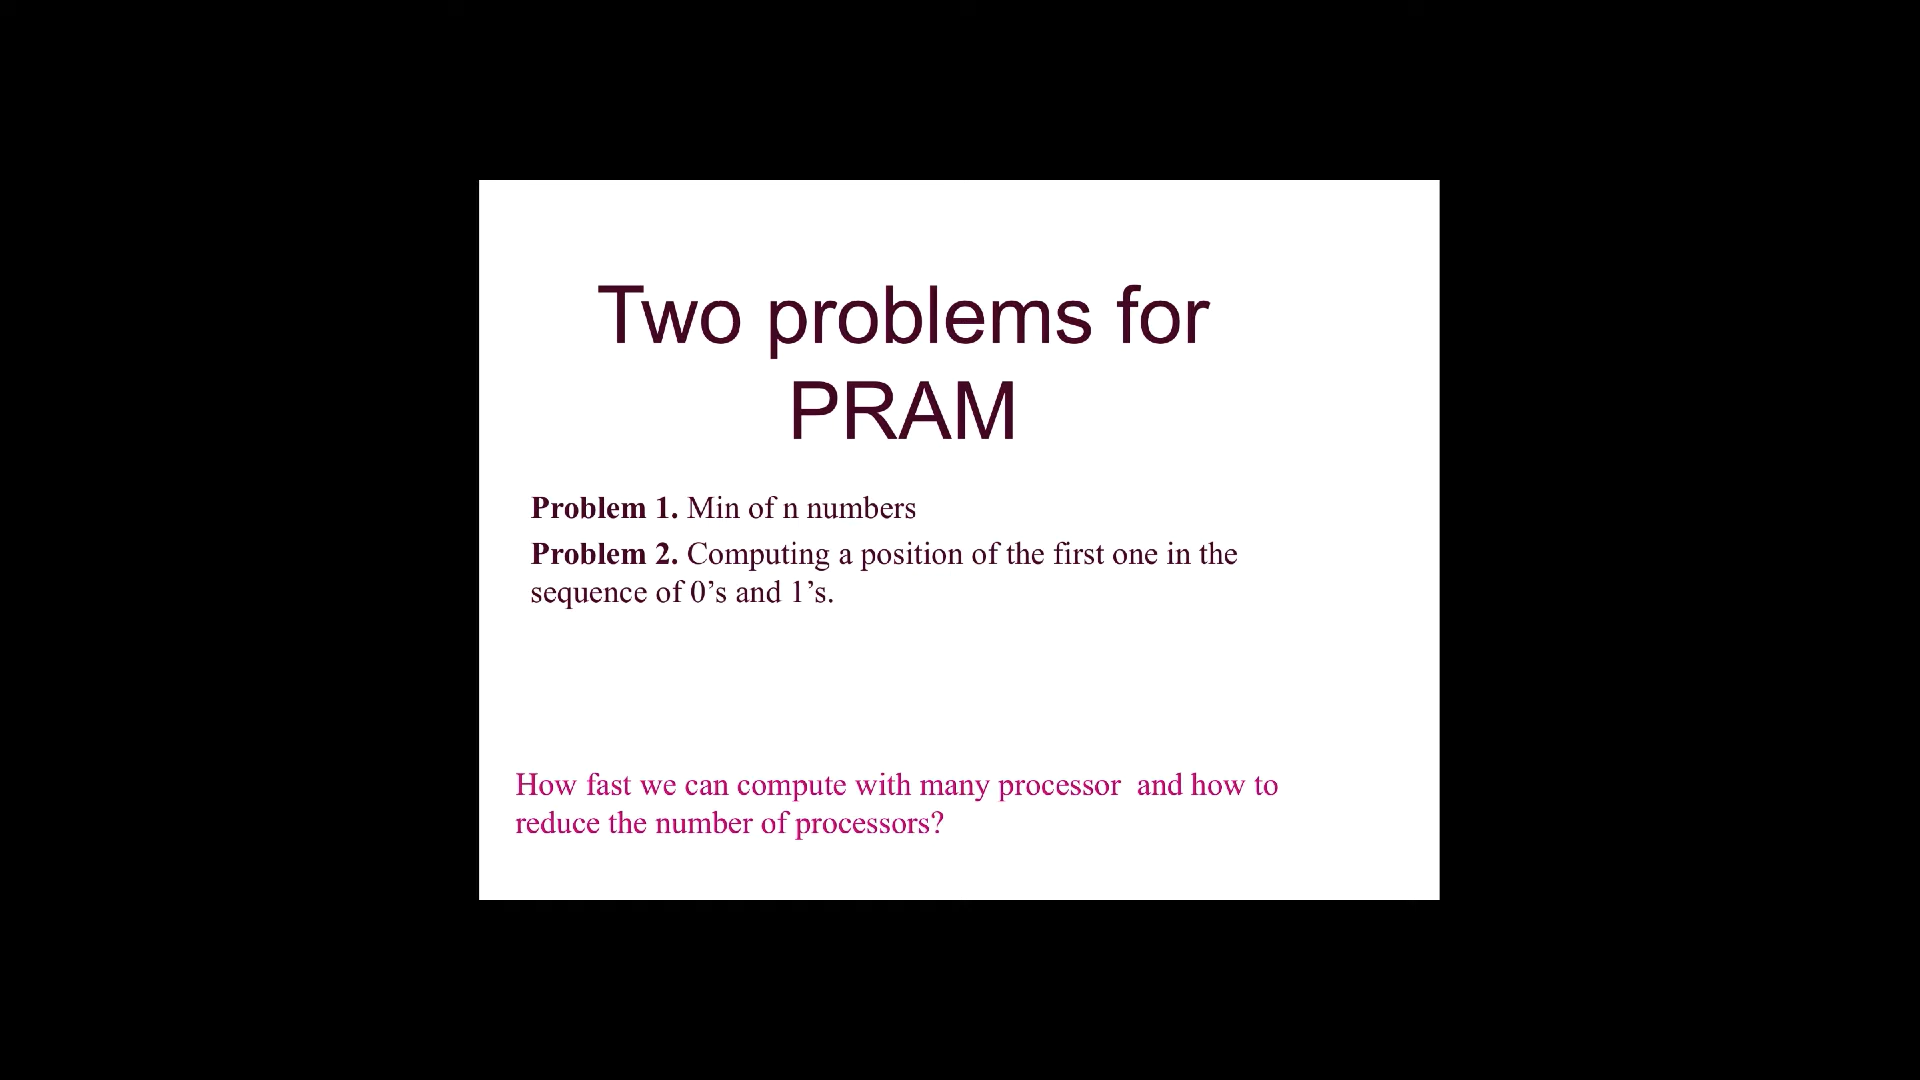 Two problems for
PRAM
Problem 1. Min of n numbers
Problem 2. Computing a position of the first one in the
sequence of 0’s and 1’s.
How fast we can compute with many processor  and how to
reduce the number of processors?